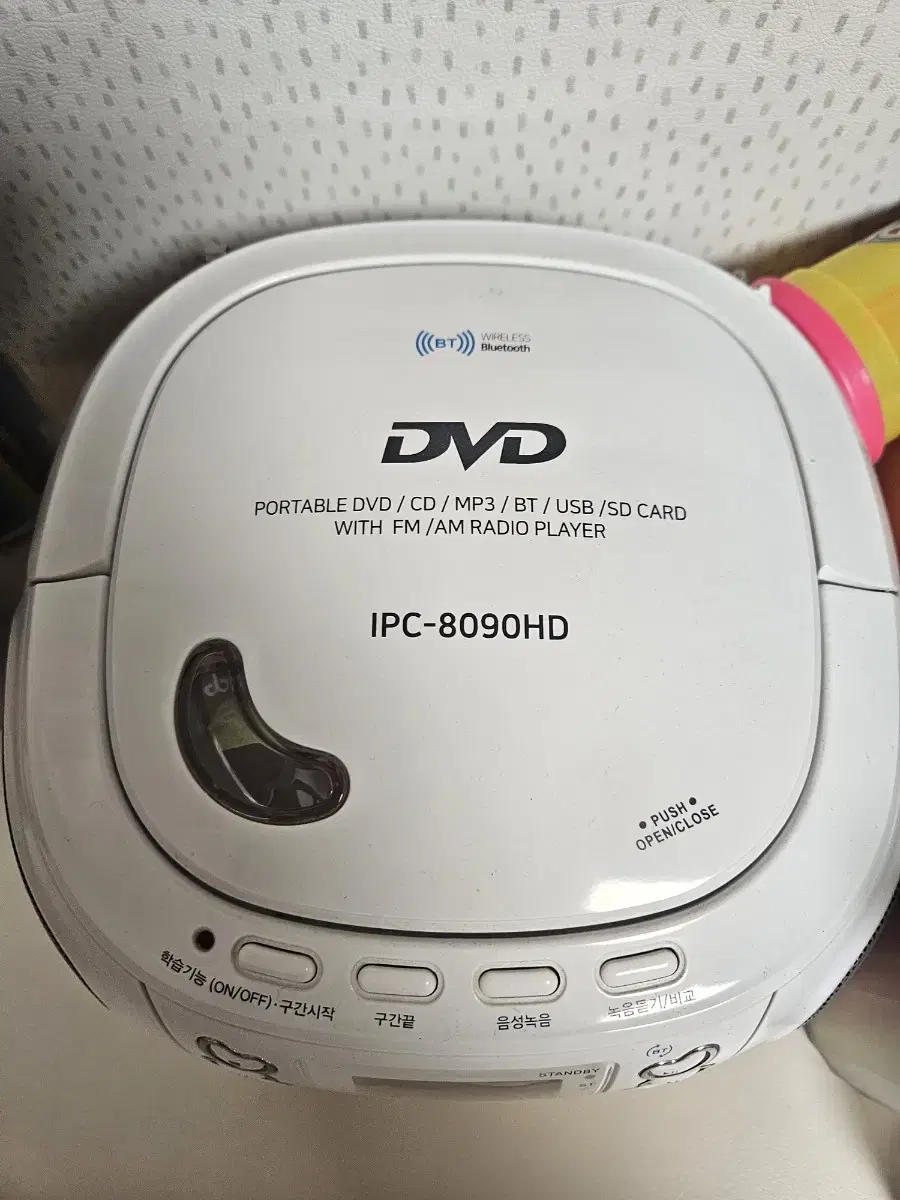 BT WIRELESS
Bluetooth
DVD
PORTABLE DVD / CD / MP3 / BT / USB /SD CARD
WITH FM /AM RADIO PLAYER
IPC-8090HD
• PUSH •
OPEN/CLOSE
학습기능 (ON/OFF)·구간시작
구간끝
음성녹음
녹음듣기/비교
STANDBY
BT
BT